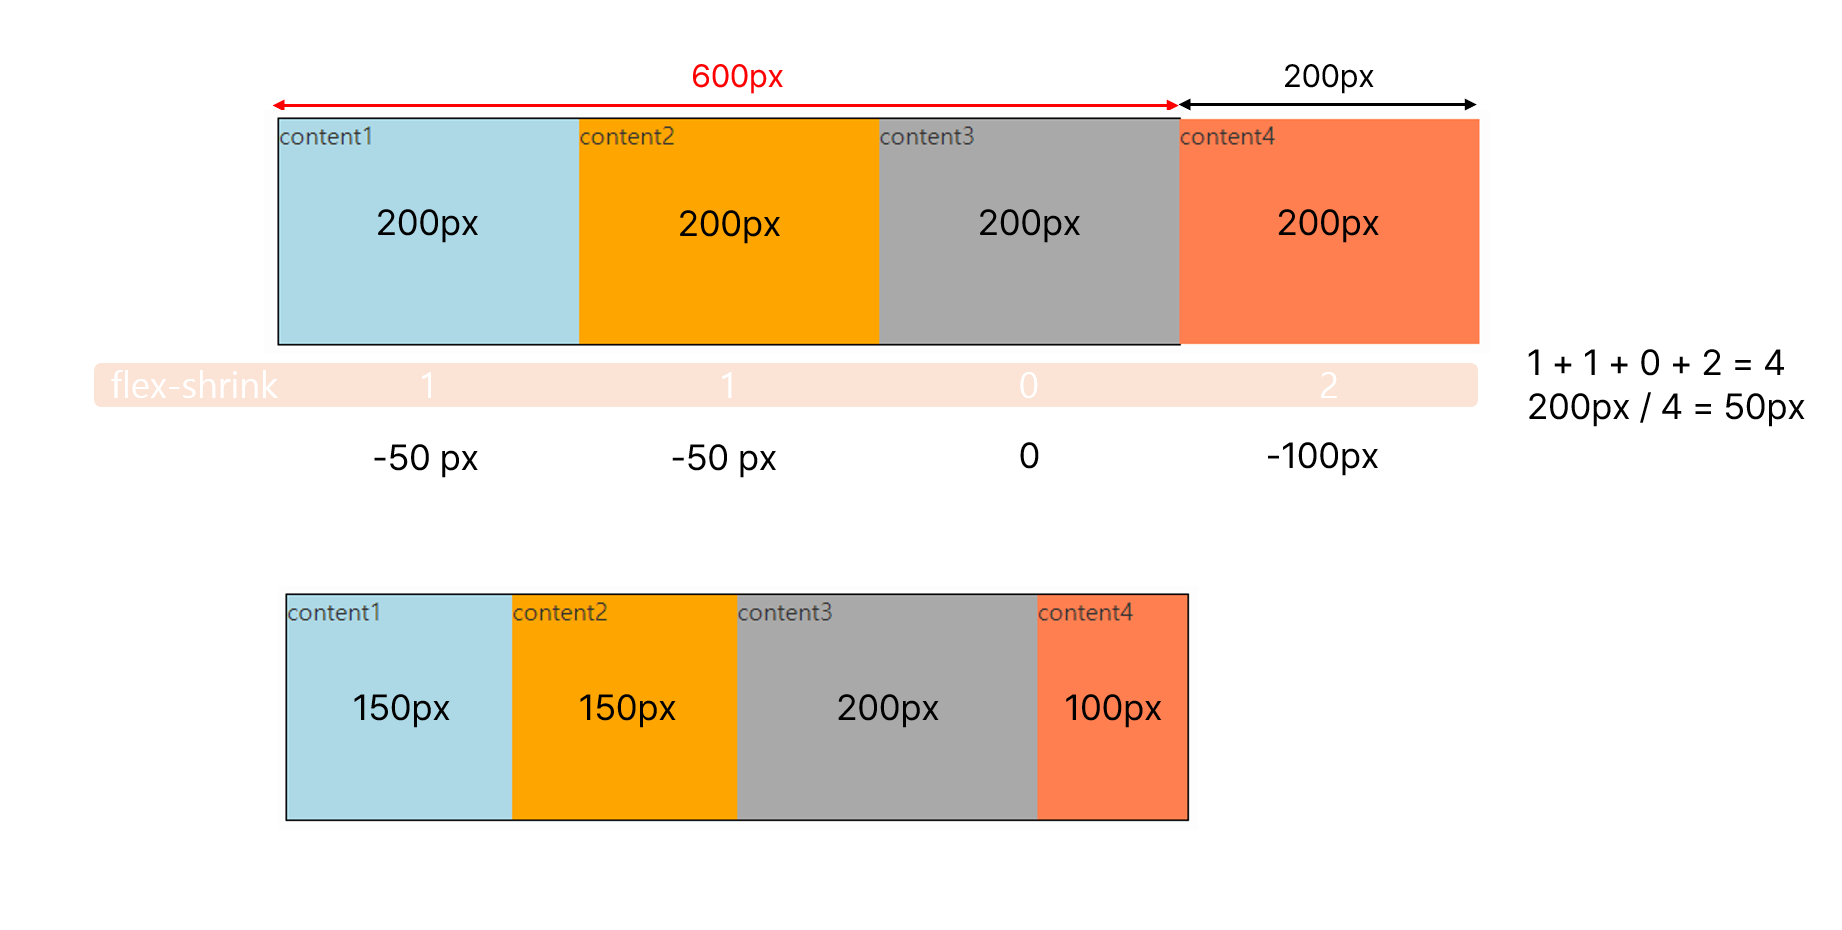 600px
200px
content1
content2
content3
content4
200px
200px
200px
200px
flex-shrink 1 1 0 2
1 + 1 + 0 + 2 = 4
200px / 4 = 50px
-50 px
-50 px
0
-100px
content1
content2
content3
content4
150px
150px
200px
100px